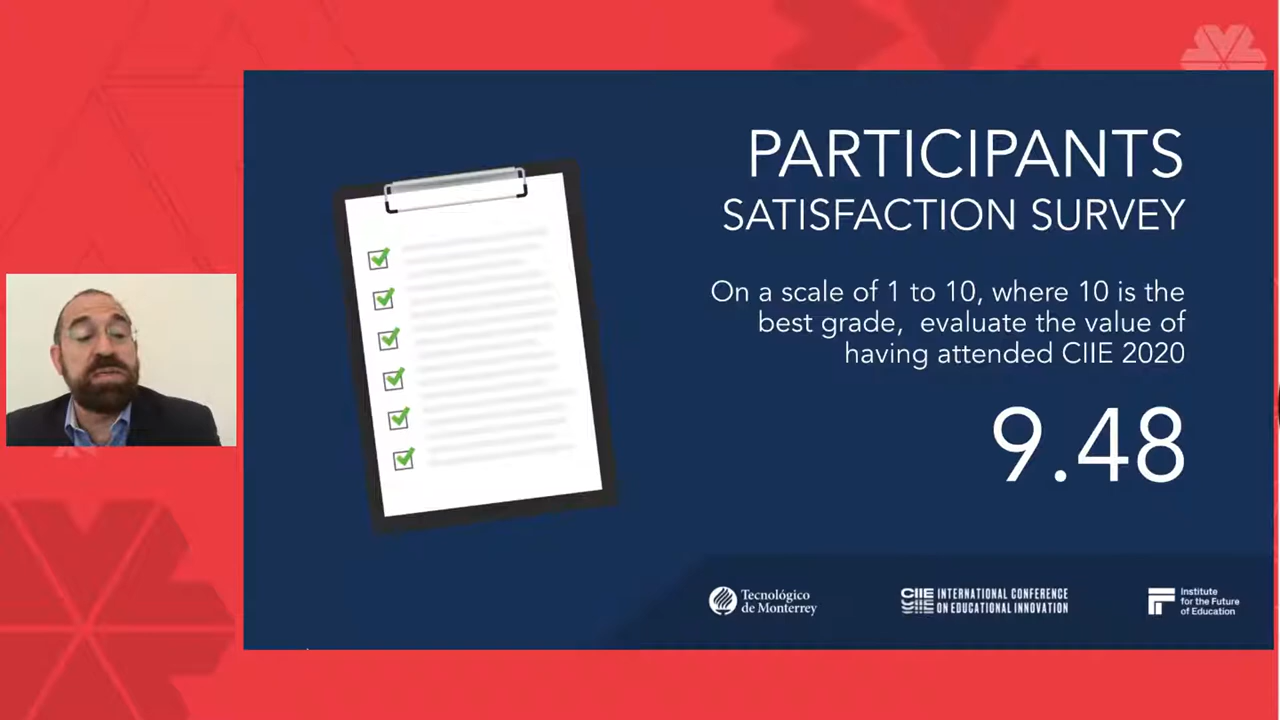 PARTICIPANTS
SATISFACTION SURVEY
On a scale of 1 to 10, where 10 is the
best grade, evaluate the value of
having attended CIIE 2020
9.48
Tecnológico
de Monterrey
CIIE INTERNATIONAL CONFERENCE
ON EDUCATIONAL INNOVATION
Institute
for the Future
of Education